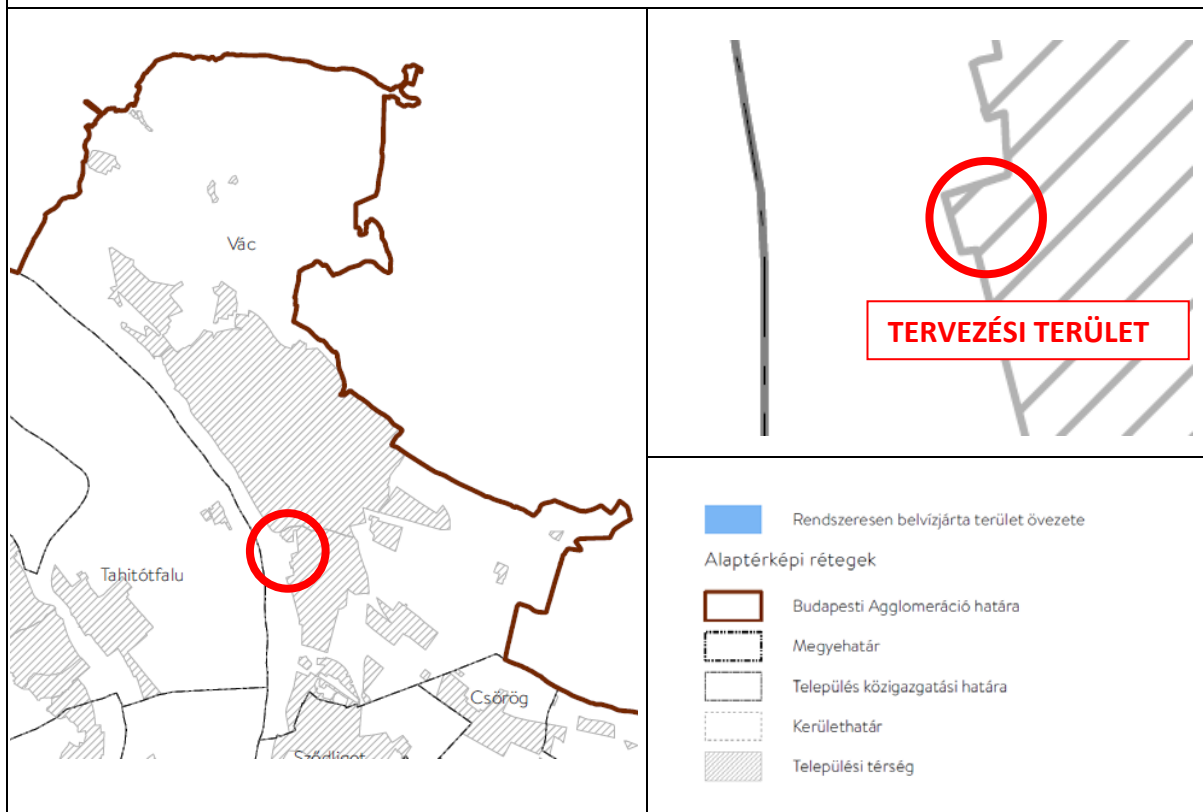 Vác
Tahitótfalu
Csörög
Sződliget
TERVEZÉSI TERÜLET
Rendszeresen belvízjárta terület övezete
Alaptérképi rétegek
Budapesti Agglomeráció határa
Megyehatár
Település közigazgatási határa
Kerülethatár
Települési térség